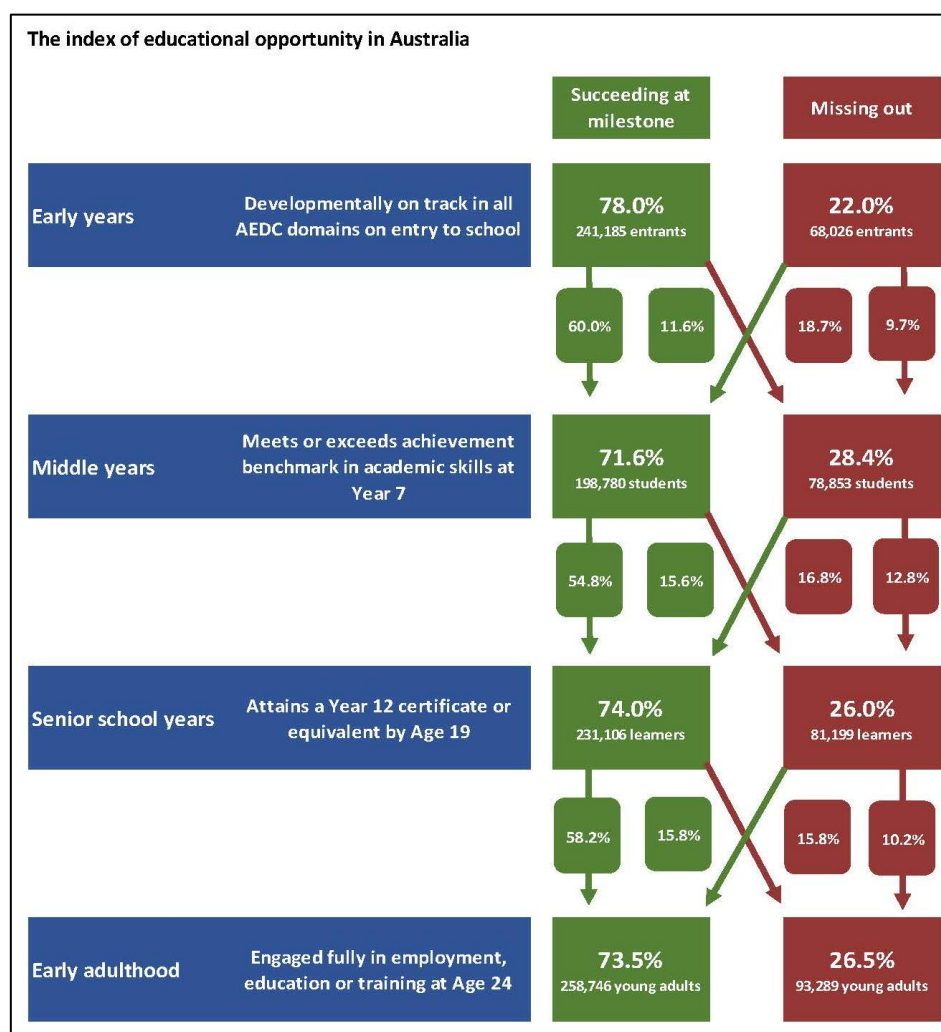 The index of educational opportunity in Australia
Succeeding at
milestone
Missing out
Early years
Developmentally on track in all
AEDC domains on entry to school
78.0%
241,185 entrants
22.0%
68,026 entrants
60.0%
11.6%
18.7%
9.7%
Middle years
Meets or exceeds achievement
benchmark in academic skills at
Year 7
71.6%
198,780 students
28.4%
78,853 students
54.8%
15.6%
16.8%
12.8%
Senior school years
Attains a Year 12 certificate or
equivalent by Age 19
74.0%
231,106 learners
26.0%
81,199 learners
58.2%
15.8%
15.8%
10.2%
Early adulthood
Engaged fully in employment,
education or training at Age 24
73.5%
258,746 young adults
26.5%
93,289 young adults